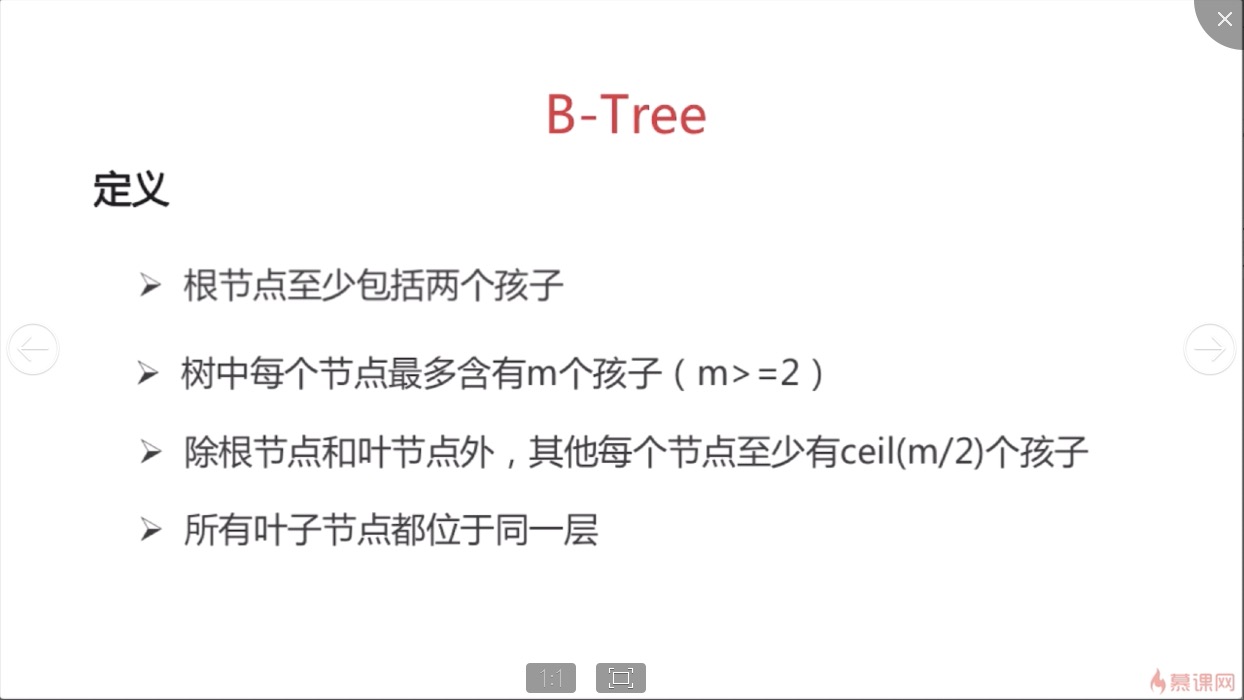 B-Tree
定义
根节点至少包括两个孩子
树中每个节点最多含有m个孩子（m>=2）
除根节点和叶节点外，其他每个节点至少有ceil(m/2)个孩子
所有叶子节点都位于同一层
1:1
慕课网